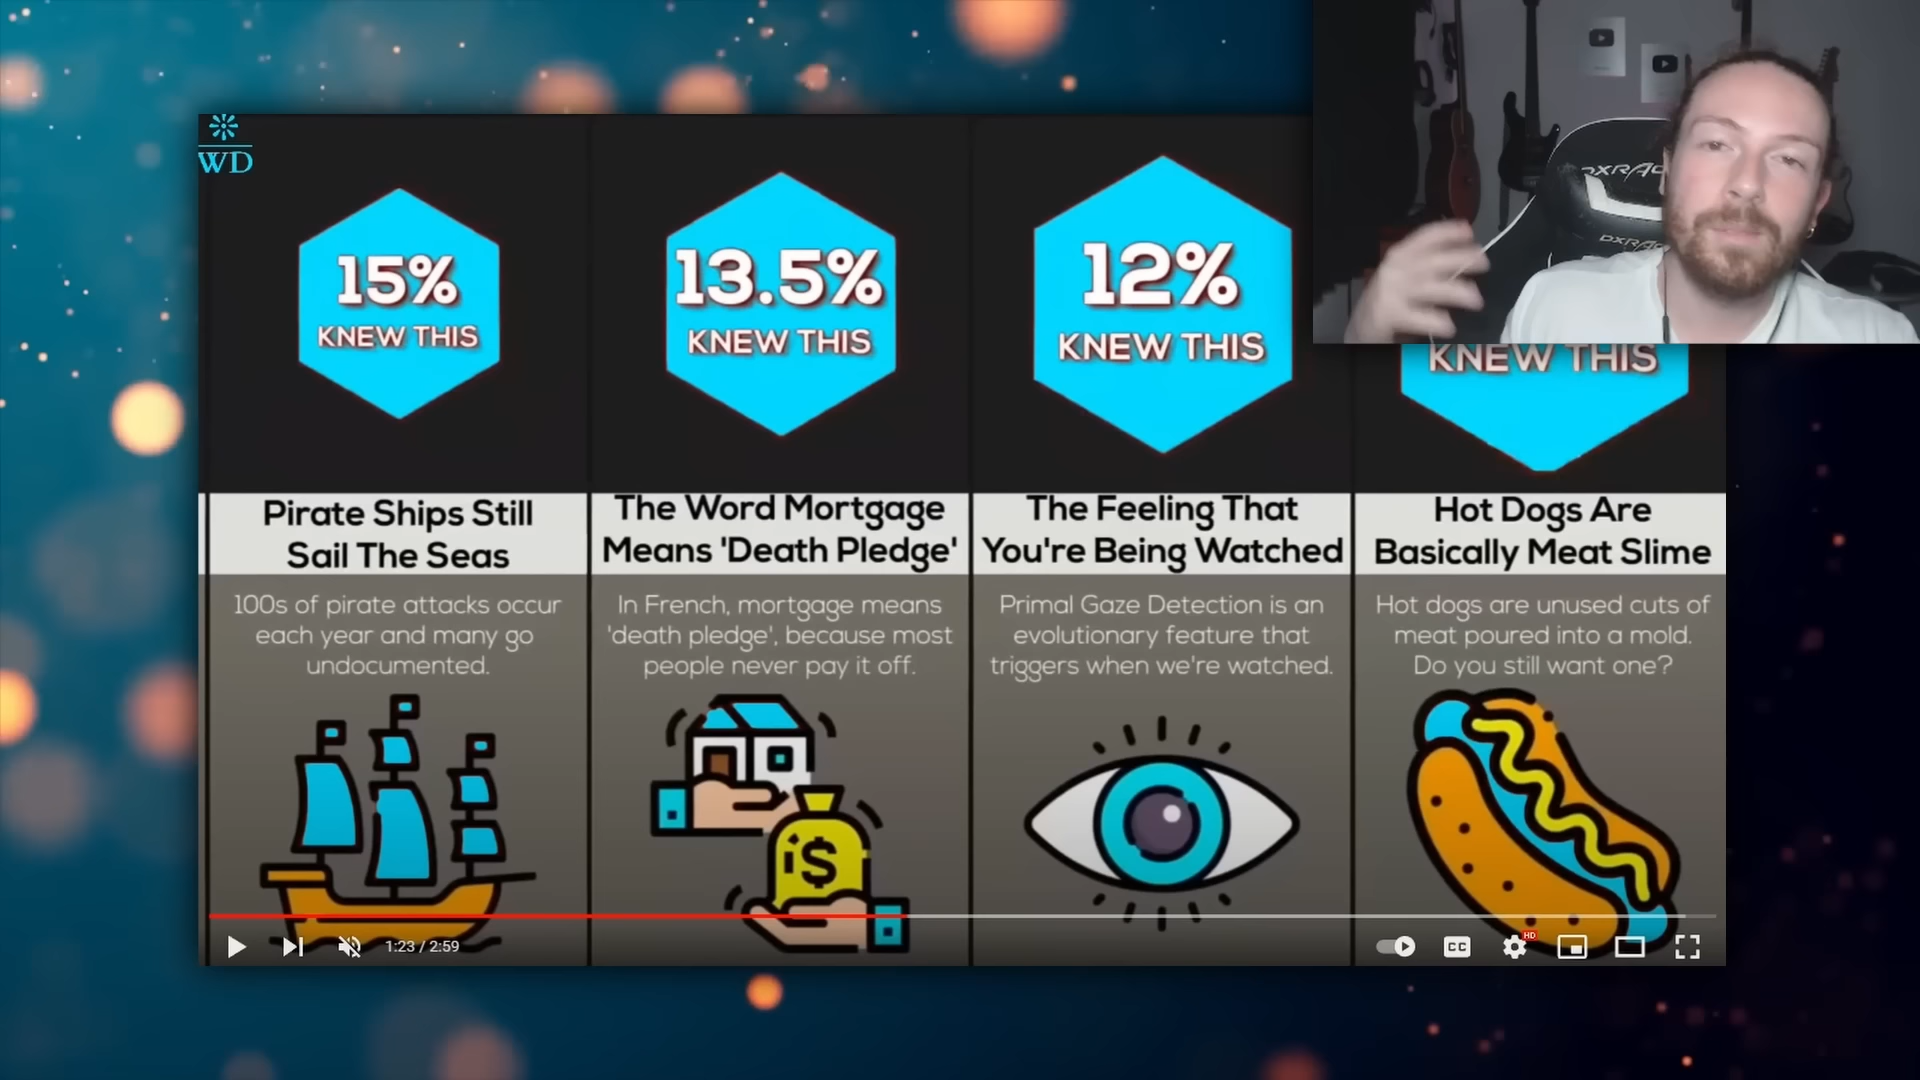 WD
15%
KNEW THIS
Pirate Ships Still
Sail The Seas
100s of pirate attacks occur
each year and many go
undocumented.
13.5%
KNEW THIS
The Word Mortgage
Means 'Death Pledge'
In French, mortgage means
'death pledge', because most
people never pay it off.
12%
KNEW THIS
The Feeling That
You're Being Watched
Primal Gaze Detection is an
evolutionary feature that
triggers when we're watched.
KNEW THIS
Hot Dogs Are
Basically Meat Slime
Hot dogs are unused cuts of
meat poured into a mold.
Do you still want one?
$
1:23 / 2:59
CC
HD